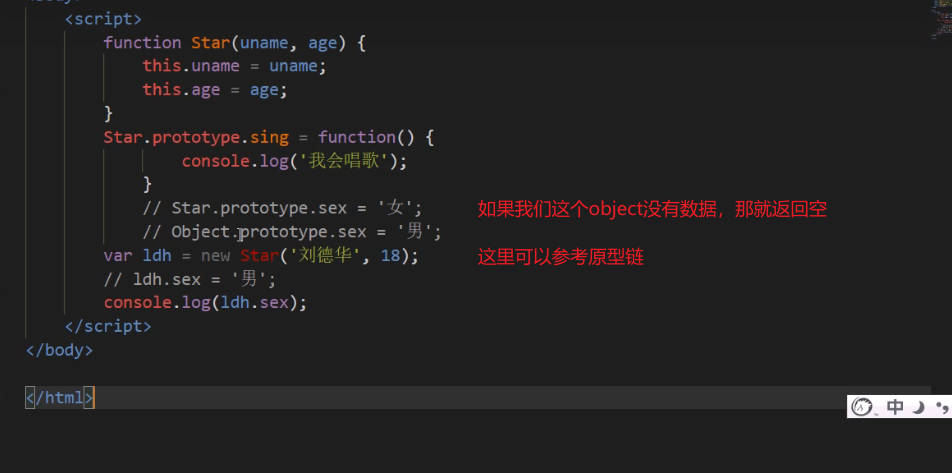 <body>
<script>
function Star(uname, age) {
this.uname = uname;
this.age = age;
}
Star.prototype.sing = function() {
console.log('我会唱歌');
}
// Star.prototype.sex = '女'; 如果我们这个object没有数据，那就返回空
// Object.prototype.sex = '男';
var ldh = new Star('刘德华', 18); 这里可以参考原型链
// ldh.sex = '男';
console.log(ldh.sex);
</script>
</body>
</html>
中